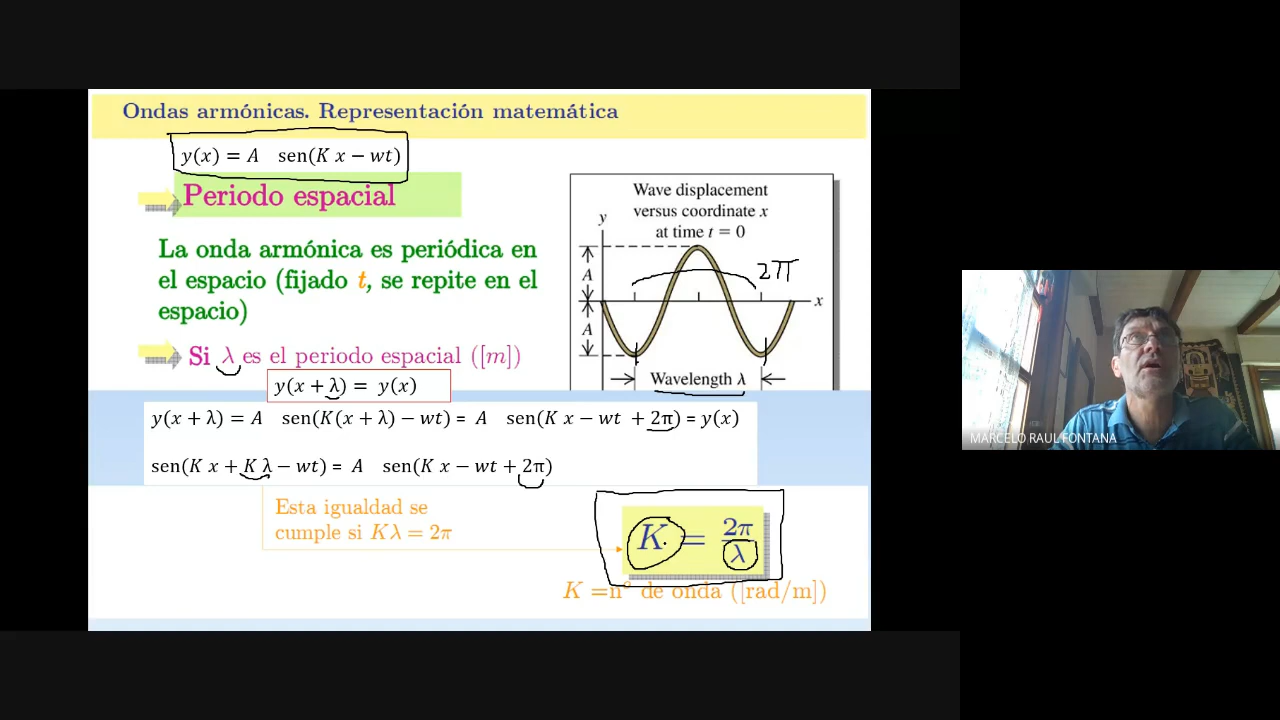 Ondas armónicas. Representación matemática
y(x) = A sen(K x − wt)
Periodo espacial
La onda armónica es periódica en
el espacio (fijado t, se repite en el
espacio)
Si λ es el periodo espacial ([m])
y(x + λ) = y(x)
Wave displacement
versus coordinate x
at time t = 0
y
A
A
2π
x
Wavelength λ
y(x + λ) = A sen(K(x + λ) − wt) = A sen(K x − wt + 2π) = y(x)
sen(K x + K λ − wt) = A sen(K x − wt + 2π)
Esta igualdad se
cumple si Kλ = 2π
K = 2π/λ
K =n° de onda ([rad/m])
MARCELO RAUL FONTANA